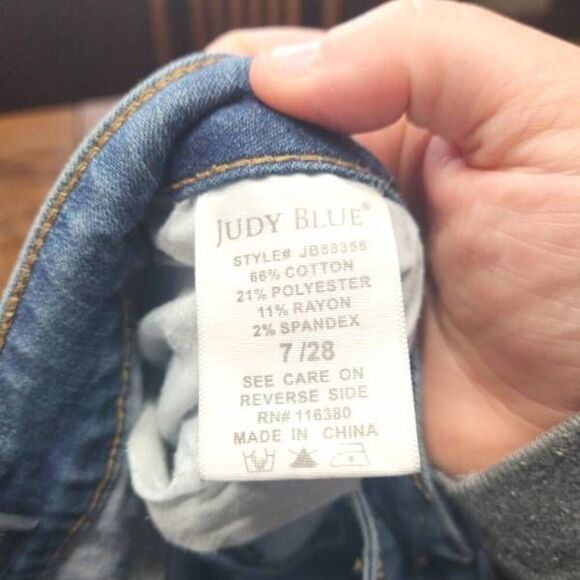 JUDY BLUE®
STYLE# JB88358
66% COTTON
21% POLYESTER
11% RAYON
2% SPANDEX
7 /28
SEE CARE ON
REVERSE SIDE
RN# 116380
MADE IN CHINA